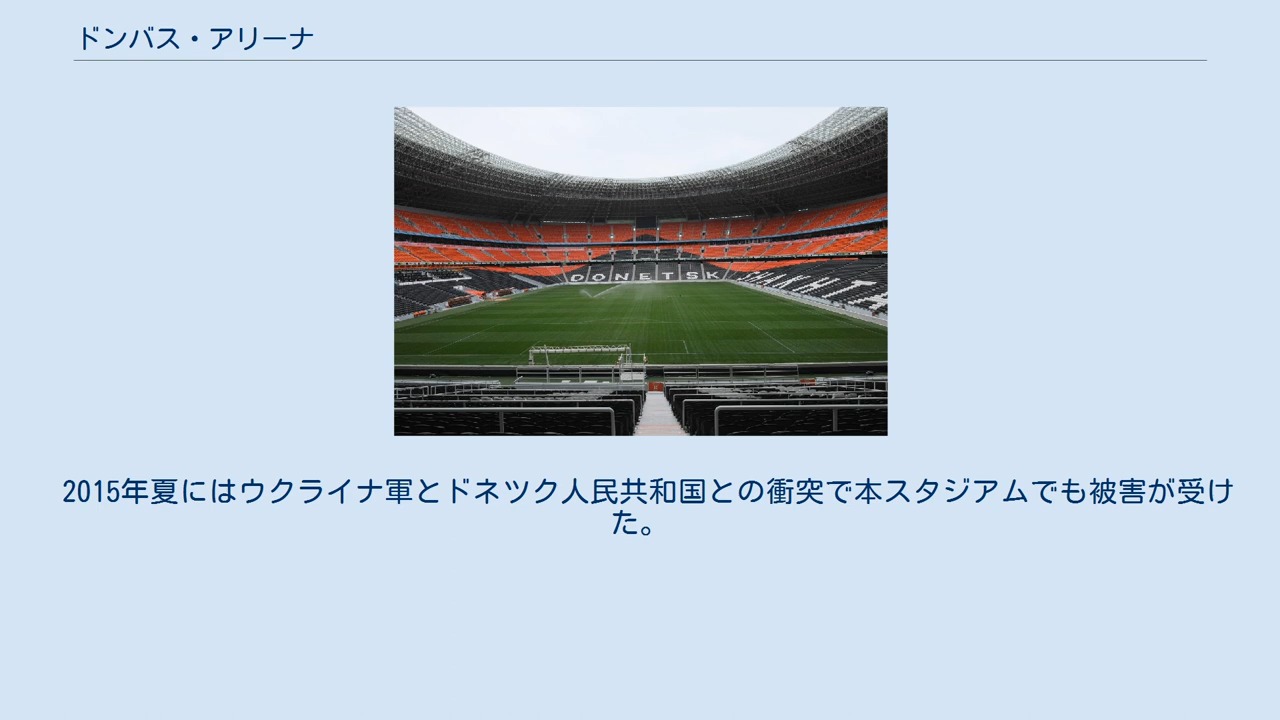 ドンバス・アリーナ
DONETSK
2015年夏にはウクライナ軍とドネツク人民共和国との衝突で本スタジアムでも被害が受け
た。